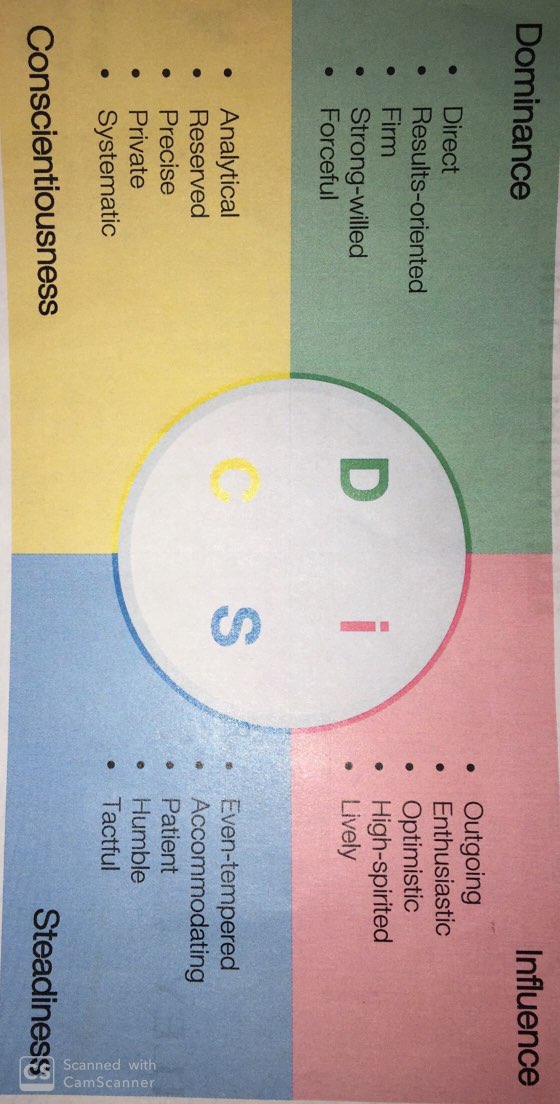 Dominance
• Direct
• Results-oriented
• Firm
• Strong-willed
• Forceful
Influence
• Outgoing
• Enthusiastic
• Optimistic
• High-spirited
• Lively
D i
C S
• Analytical
• Reserved
• Precise
• Private
• Systematic
Conscientiousness
• Even-tempered
• Accommodating
• Patient
• Humble
• Tactful
Steadiness
CS
Scanned with
CamScanner